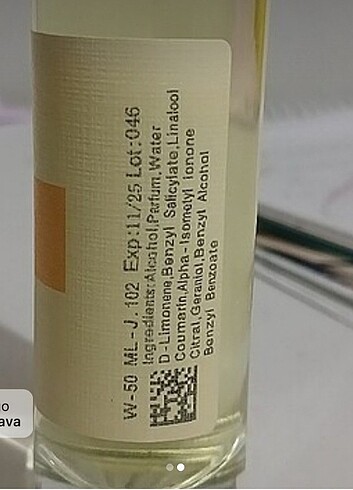 W-50 ML-J.102 Exp:11/25 Lot:046
Ingredients:Alcohol,Parfum,Water
D-Limonene,Benzyl Salicylate,Linalool
Coumarin,Alpha-Isometyl ionone
Citral,Geraniol,Benzyl Alcohol
Benzyl Benzoate
ava